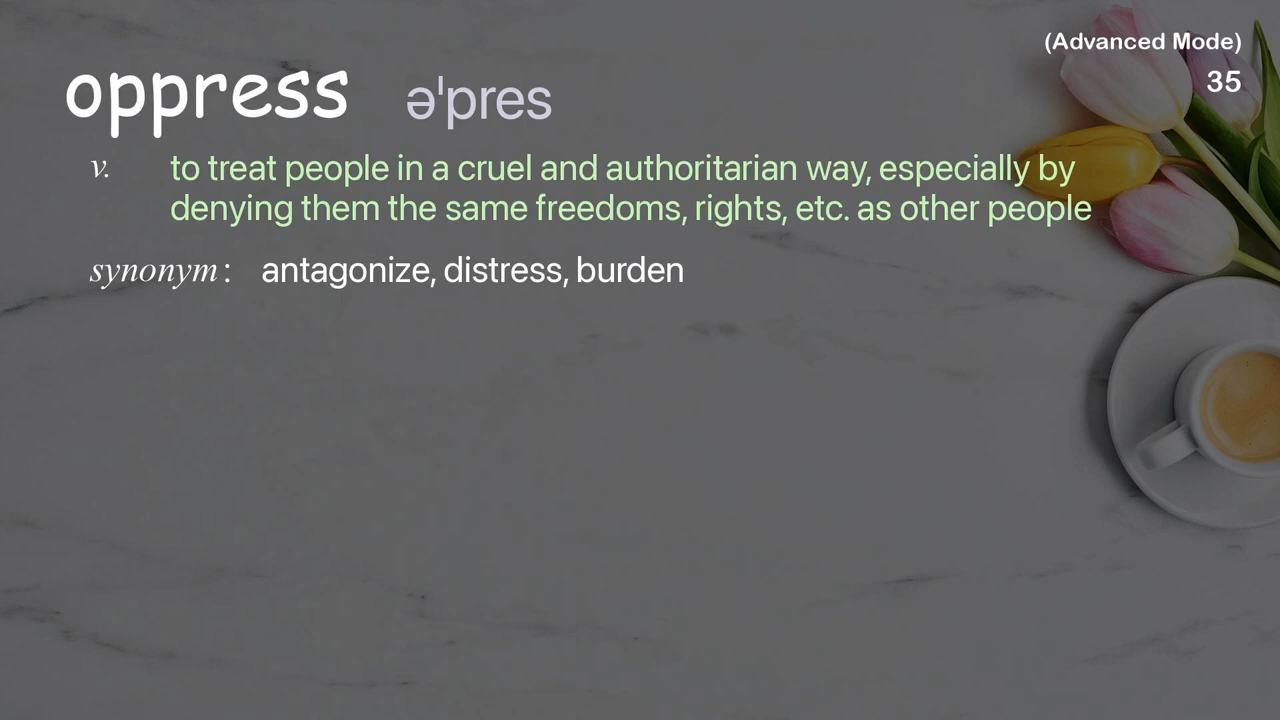 (Advanced Mode)
35
oppress əˈpres
v. to treat people in a cruel and authoritarian way, especially by
denying them the same freedoms, rights, etc. as other people
synonym: antagonize, distress, burden